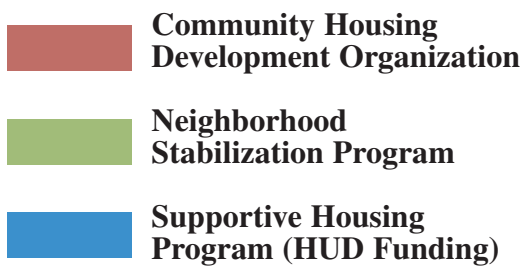 Community Housing
Development Organization
Neighborhood
Stabilization Program
Supportive Housing
Program (HUD Funding)